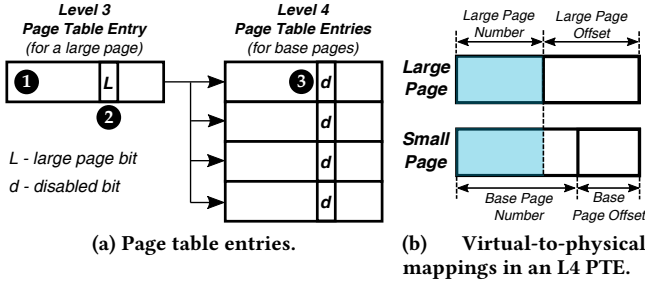 Level 3
Page Table Entry
(for a large page)
1
L
2
L - large page bit
d - disabled bit
Level 4
Page Table Entries
(for base pages)
3
d
d
d
d
(a) Page table entries.
Large Page
Number
Large Page
Offset
Large
Page
Small
Page
Base Page
Number
Base
Page Offset
(b) Virtual-to-physical
mappings in an L4 PTE.